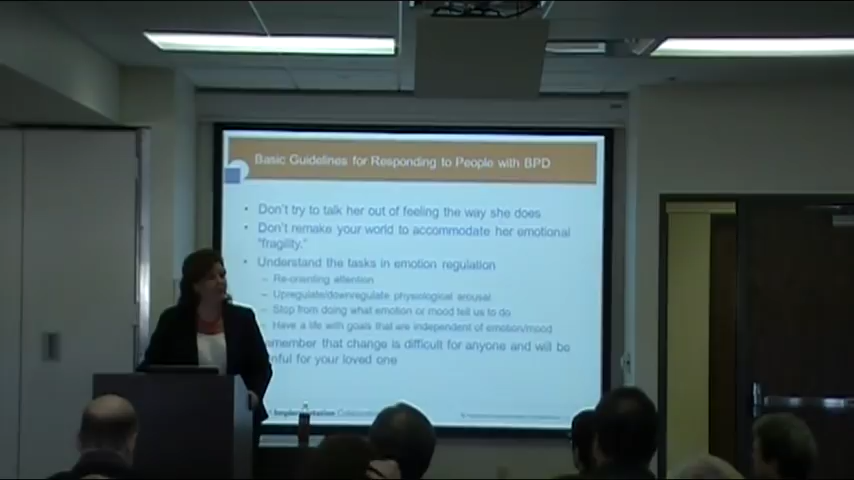 Basic Guidelines for Responding to People with BPD
• Don't try to talk her out of feeling the way she does
• Don't remake your world to accommodate her emotional
"fragility."
• Understand the tasks in emotion regulation
– Re-orienting attention
– Upregulate/downregulate physiological arousal
– Stop from doing what emotion or mood tell us to do
– Have a life with goals that are independent of emotion/mood
emember that change is difficult for anyone and will be
nful for your loved one
Implementation